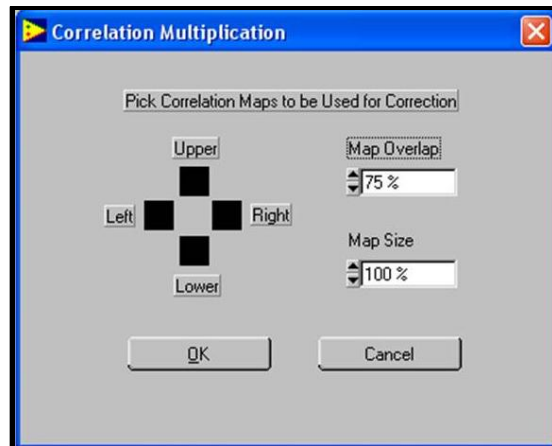 Correlation Multiplication
Pick Correlation Maps to be Used for Correction
Upper
Left
Right
Lower
Map Overlap
75 %
Map Size
100 %
OK
Cancel